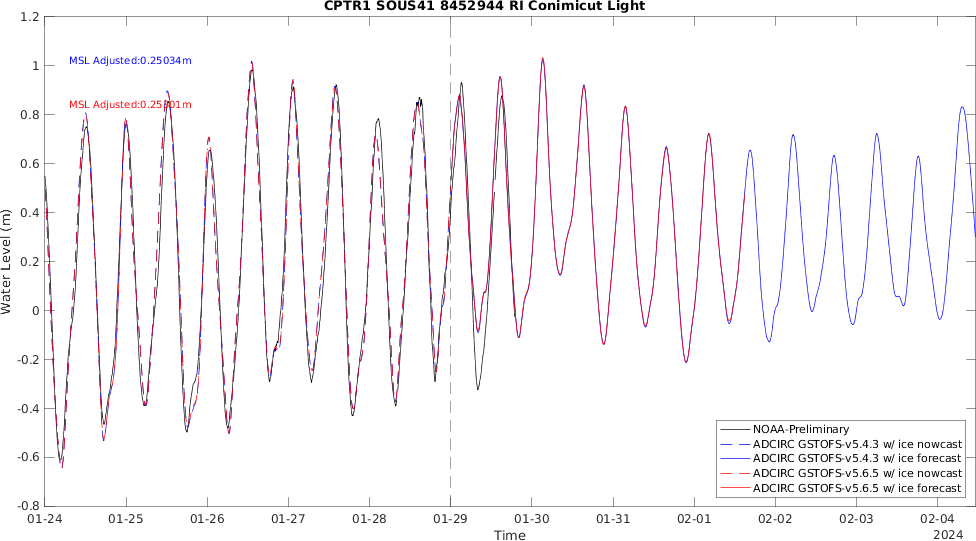 CPTR1 SOUS41 8452944 RI Conimicut Light
1.2
1
0.8
0.6
0.4
0.2
0
-0.2
-0.4
-0.6
-0.8
Water Level (m)
MSL Adjusted:0.25034m
MSL Adjusted:
NOAA-Preliminary
ADCIRC GSTOFS-v5.4.3 w/ ice nowcast
ADCIRC GSTOFS-v5.4.3 w/ ice forecast
ADCIRC GSTOFS-v5.6.5 w/ ice nowcast
ADCIRC GSTOFS-v5.6.5 w/ ice forecast
01-24 01-25 01-26 01-27 01-28 01-29 01-30 01-31 02-01 02-02 02-03 02-04
Time
2024